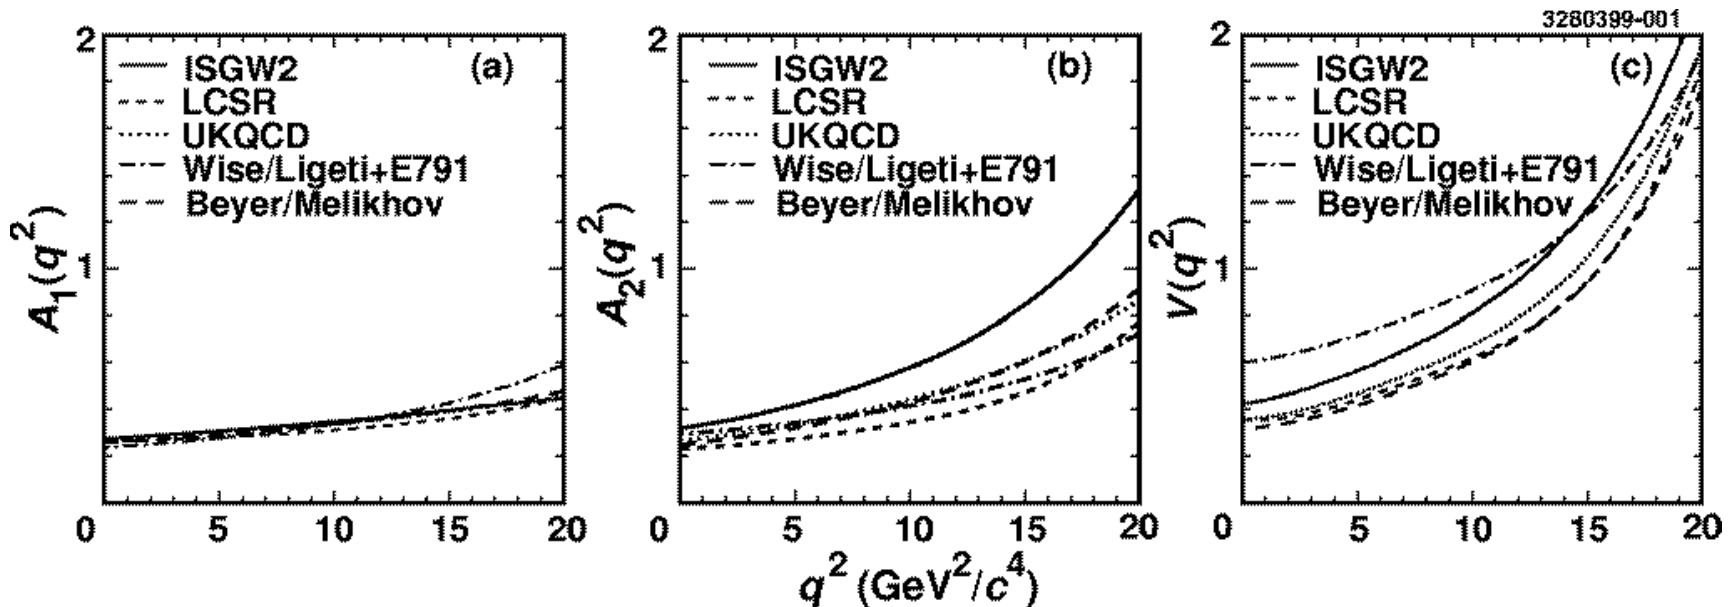 3280399-001
2
1
0
5
10
15
20
A1(q2)
(a)
ISGW2
LCSR
UKQCD
Wise/Ligeti+E791
Beyer/Melikhov
2
1
0
5
10
15
20
A2(q2)
(b)
ISGW2
LCSR
UKQCD
Wise/Ligeti+E791
Beyer/Melikhov
2
1
0
5
10
15
20
V(q2)
(c)
ISGW2
LCSR
UKQCD
Wise/Ligeti+E791
Beyer/Melikhov
q2 (GeV2/c4)